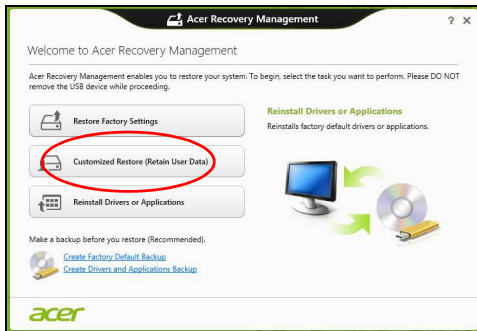 Acer Recovery Management
? X
Welcome to Acer Recovery Management
Acer Recovery Management enables you to restore your system. To begin, select the task you want to perform. Please DO NOT
remove the USB device while proceeding.
Restore Factory Settings
Customized Restore (Retain User Data)
Reinstall Drivers or Applications
Reinstall Drivers or Applications
Reinstalls factory default drivers or applications.
Make a backup before you restore (Recommended).
Create Factory Default Backup
Create Drivers and Applications Backup
acer